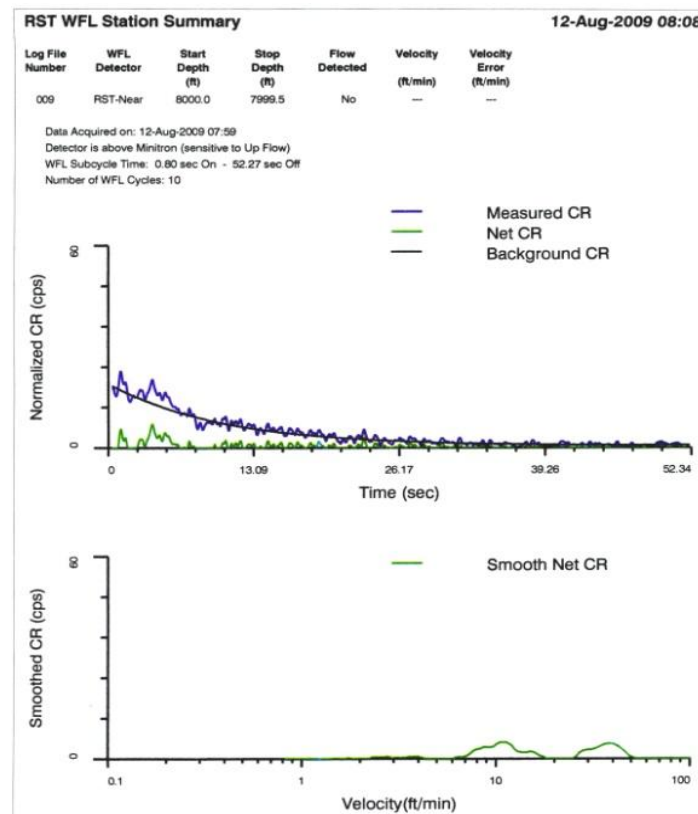 RST WFL Station Summary 12-Aug-2009 08:08
Log File Number WFL Detector Start Depth (ft) Stop Depth (ft) Flow Detected Velocity (ft/min) Velocity Error (ft/min)
009 RST-Near 8000.0 7999.5 No --- ---
Data Acquired on: 12-Aug-2009 07:59
Detector is above Minitron (sensitive to Up Flow)
WFL Subcycle Time: 0.80 sec On - 52.27 sec Off
Number of WFL Cycles: 10
Measured CR
Net CR
Background CR
Normalized CR (cps)
60
0
0 13.09 26.17 39.26 52.34
Time (sec)
Smooth Net CR
Smoothed CR (cps)
60
0
0.1 1 10 100
Velocity(ft/min)